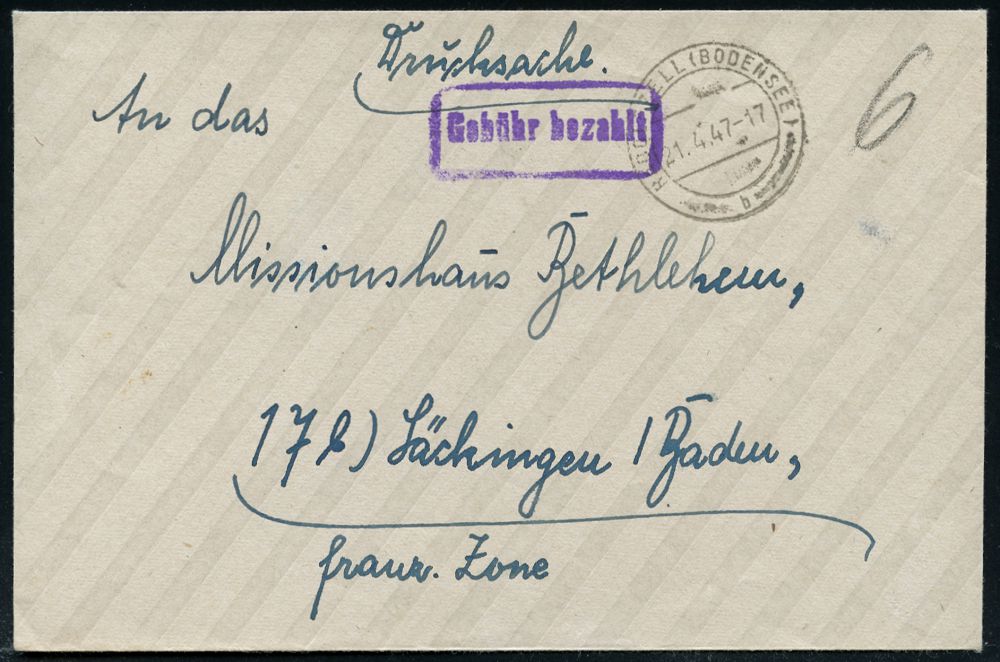 Drucksache.
Gebühr bezahlt
(BODENSEE)
21.4.47-17
b
6
An das
Missionshaus Bethlehem,
17b) Säckingen / Baden,
franz. Zone